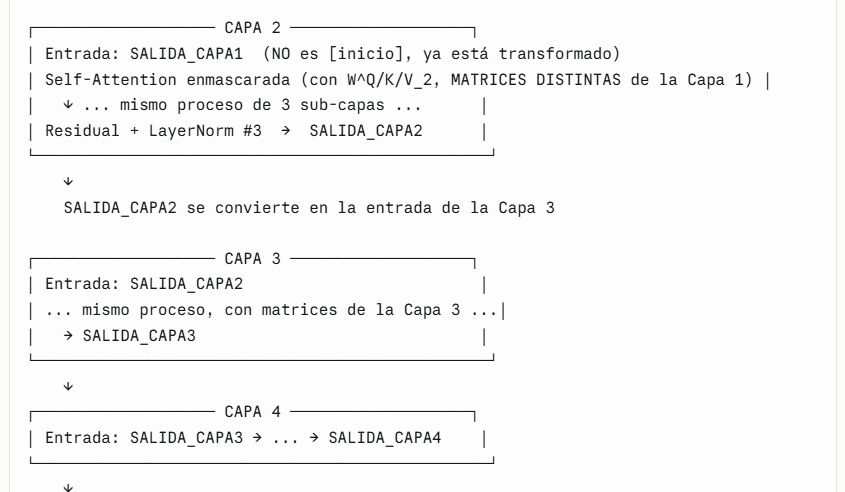 ┌─────────────────── CAPA 2 ───────────────────┐
│ Entrada: SALIDA_CAPA1  (NO es [inicio], ya está transformado)
│ Self-Attention enmascarada (con W^Q/K/V_2, MATRICES DISTINTAS de la Capa 1) │
│   ↓ ... mismo proceso de 3 sub-capas ...      │
│ Residual + LayerNorm #3  →  SALIDA_CAPA2      │
└────────────────────────────────────────────────┘
    ↓
    SALIDA_CAPA2 se convierte en la entrada de la Capa 3
┌─────────────────── CAPA 3 ───────────────────┐
│ Entrada: SALIDA_CAPA2                         │
│ ... mismo proceso, con matrices de la Capa 3 ...│
│   → SALIDA_CAPA3                              │
└────────────────────────────────────────────────┘
    ↓
┌─────────────────── CAPA 4 ───────────────────┐
│ Entrada: SALIDA_CAPA3 → ... → SALIDA_CAPA4    │
└────────────────────────────────────────────────┘
    ↓